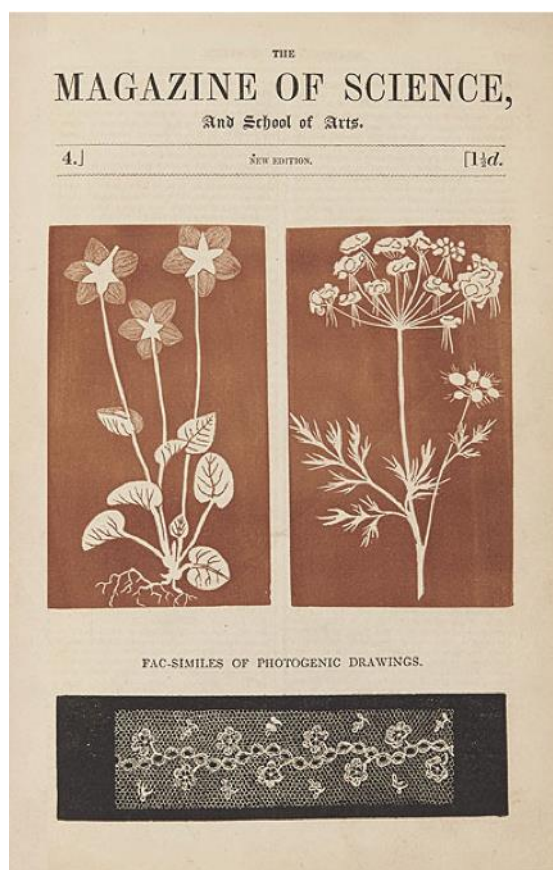 THE
MAGAZINE OF SCIENCE,
And School of Arts.
4.⌋ NEW EDITION. [1½d.
FAC-SIMILES OF PHOTOGENIC DRAWINGS.